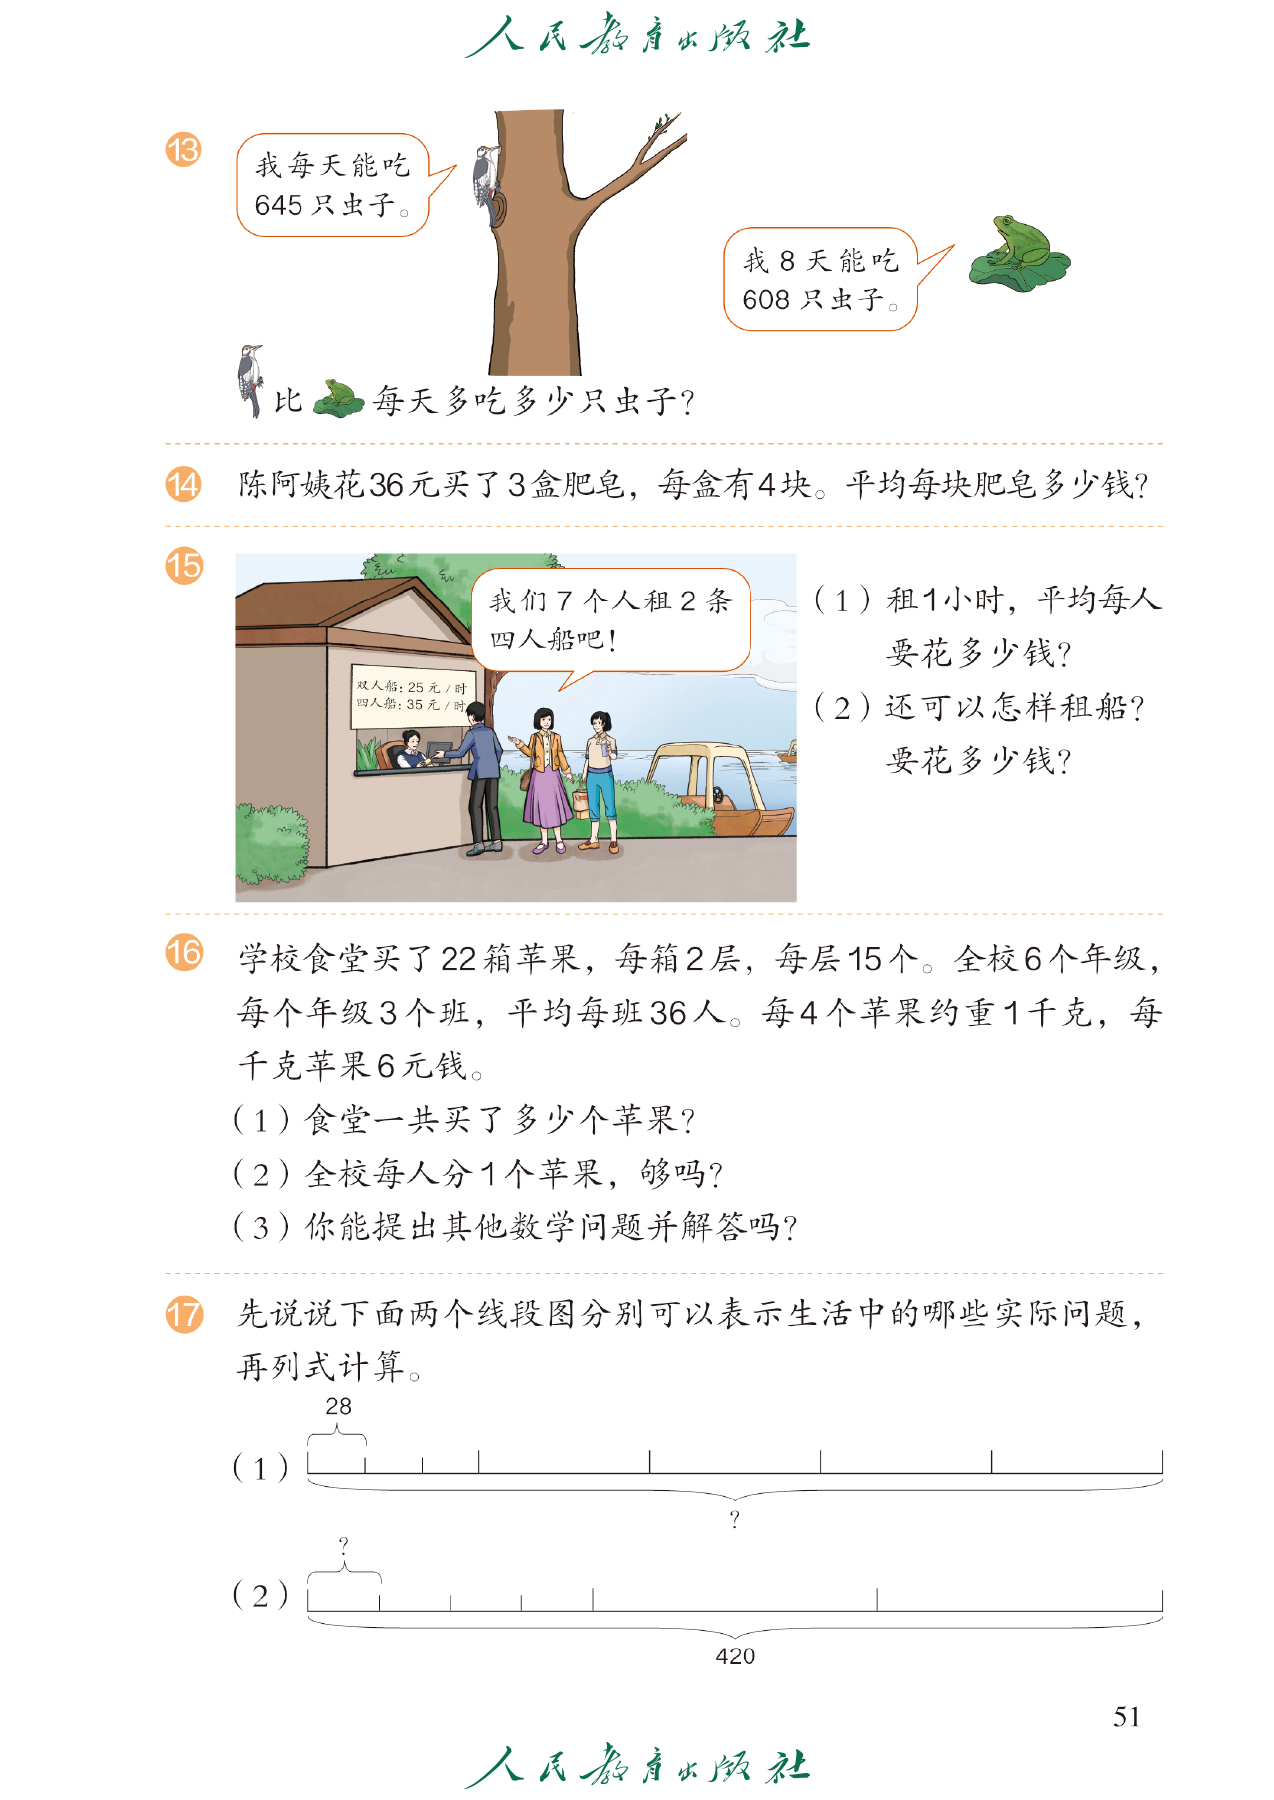 人民教育出版社
13
我每天能吃
645只虫子。
我8天能吃
608只虫子。
比 每天多吃多少只虫子？
14 陈阿姨花36元买了3盒肥皂，每盒有4块。平均每块肥皂多少钱？
15
我们7个人租2条
四人船吧！
双人船：25元/时
四人船：35元/时
（1）租1小时，平均每人
要花多少钱？
（2）还可以怎样租船？
要花多少钱？
16 学校食堂买了22箱苹果，每箱2层，每层15个。全校6个年级，
每个年级3个班，平均每班36人。每4个苹果约重1千克，每
千克苹果6元钱。
（1）食堂一共买了多少个苹果？
（2）全校每人分1个苹果，够吗？
（3）你能提出其他数学问题并解答吗？
17 先说说下面两个线段图分别可以表示生活中的哪些实际问题，
再列式计算。
28
（1）
？
？
（2）
420
51
人民教育出版社